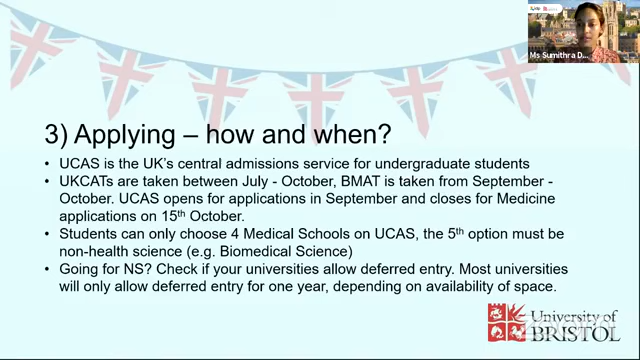 Ms Sumithra D...
3) Applying – how and when?
• UCAS is the UK's central admissions service for undergraduate students
• UKCATs are taken between July - October, BMAT is taken from September -
October. UCAS opens for applications in September and closes for Medicine
applications on 15th October.
• Students can only choose 4 Medical Schools on UCAS, the 5th option must be
non-health science (e.g. Biomedical Science)
• Going for NS? Check if your universities allow deferred entry. Most universities
will only allow deferred entry for one year, depending on availability of space.
University of
BRISTOL